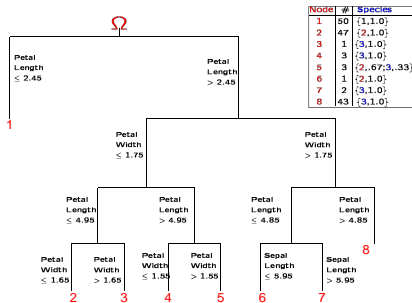 Ω
Node # Species
1 50 {1,1.0}
2 47 {2,1.0}
3 1 {3,1.0}
4 3 {3,1.0}
5 3 {2,.67;3,.33}
6 1 {2,1.0}
7 2 {3,1.0}
8 43 {3,1.0}
Petal
Length
≤ 2.45
Petal
Length
> 2.45
1
Petal
Width
≤ 1.75
Petal
Width
> 1.75
Petal
Length
≤ 4.95
Petal
Length
> 4.95
Petal
Length
≤ 4.85
Petal
Length
> 4.85
8
Petal
Width
≤ 1.65
Petal
Width
> 1.65
Petal
Width
≤ 1.55
Petal
Width
> 1.55
Sepal
Length
≤ 5.95
Sepal
Length
> 5.95
2 3 4 5 6 7